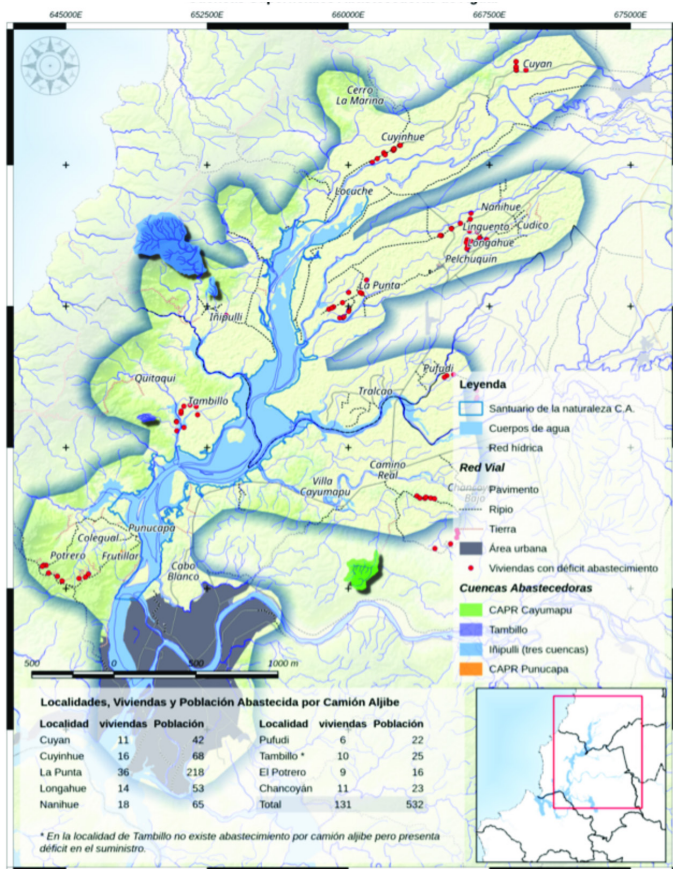 645000E 652500E 660000E 667500E 675000E
Cuyan
Cerro
La Marina
Cuyinhue
Locuche
Nanihue
Linguento Cudico
Longahue
Pelchuquin
La Punta
Iñipulli
Pufudi
Qüitaqui
Tralcao
Tambillo
Camino
Real
Villa
Cayumapu
Punucapa
Colegual
Potrero Frutillar
Cabo
Blanco
Leyenda
Santuario de la naturaleza C.A.
Cuerpos de agua
Red hídrica
Red Vial
Pavimento
Ripio
Tierra
Área urbana
Viviendas con déficit abastecimiento
Cuencas Abastecedoras
CAPR Cayumapu
Tambillo
Iñipulli (tres cuencas)
CAPR Punucapa
500 0 500 1000 m
Localidades, Viviendas y Población Abastecida por Camión Aljibe
Localidad viviendas Población Localidad viviendas Población
Cuyan 11 42 Pufudi 6 22
Cuyinhue 16 68 Tambillo * 10 25
La Punta 36 218 El Potrero 9 16
Longahue 14 53 Chancoyán 11 23
Nanihue 18 65 Total 131 532
* En la localidad de Tambillo no existe abastecimiento por camión aljibe pero presenta
déficit en el suministro.